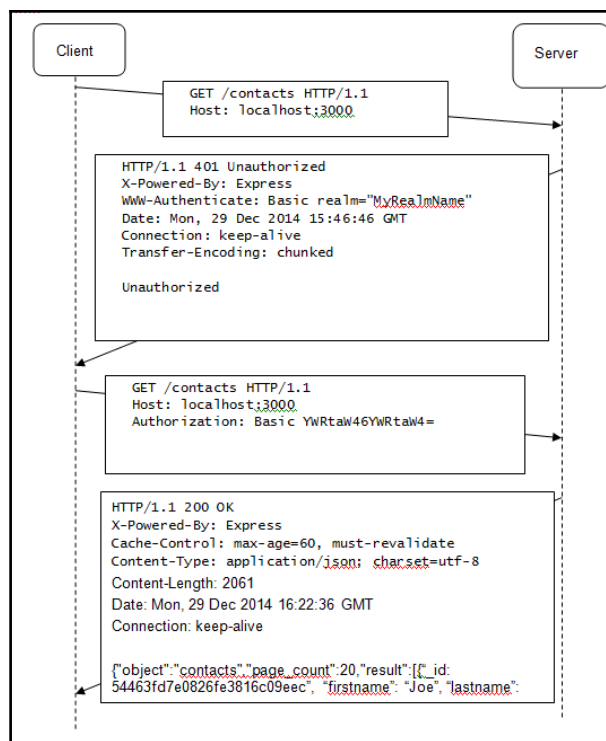 Client
Server
GET /contacts HTTP/1.1
Host: localhost:3000
HTTP/1.1 401 Unauthorized
X-Powered-By: Express
WWW-Authenticate: Basic realm="MyRealmName"
Date: Mon, 29 Dec 2014 15:46:46 GMT
Connection: keep-alive
Transfer-Encoding: chunked
Unauthorized
GET /contacts HTTP/1.1
Host: localhost:3000
Authorization: Basic YWRtaW46YWRtaW4=
HTTP/1.1 200 OK
X-Powered-By: Express
Cache-Control: max-age=60, must-revalidate
Content-Type: application/json; charset=utf-8
Content-Length: 2061
Date: Mon, 29 Dec 2014 16:22:36 GMT
Connection: keep-alive
{"object":"contacts","page_count":20,"result":[{“_id:
54463fd7e0826fe3816c09eec”, “firstname”: “Joe”, “lastname”: